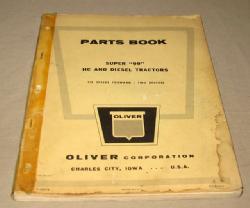 PARTS BOOK
SUPER "99"
HC AND DIESEL TRACTORS
OLIVER
OLIVER CORPORATION
CHARLES CITY, IOWA ... U.S.A.